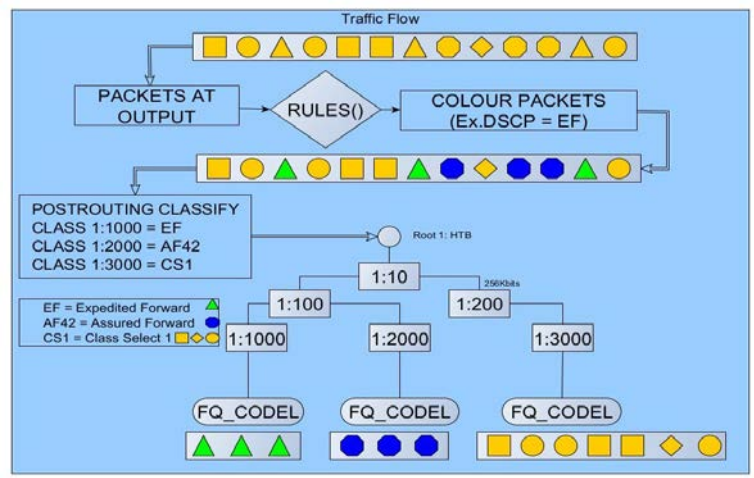 Traffic Flow
PACKETS AT
OUTPUT
RULES()
COLOUR PACKETS
(Ex.DSCP = EF)
POSTROUTING CLASSIFY
CLASS 1:1000 = EF
CLASS 1:2000 = AF42
CLASS 1:3000 = CS1
Root 1: HTB
1:10
256Kbits
1:100
1:200
EF = Expedited Forward
AF42 = Assured Forward
CS1 = Class Select 1
1:1000
1:2000
1:3000
FQ_CODEL
FQ_CODEL
FQ_CODEL